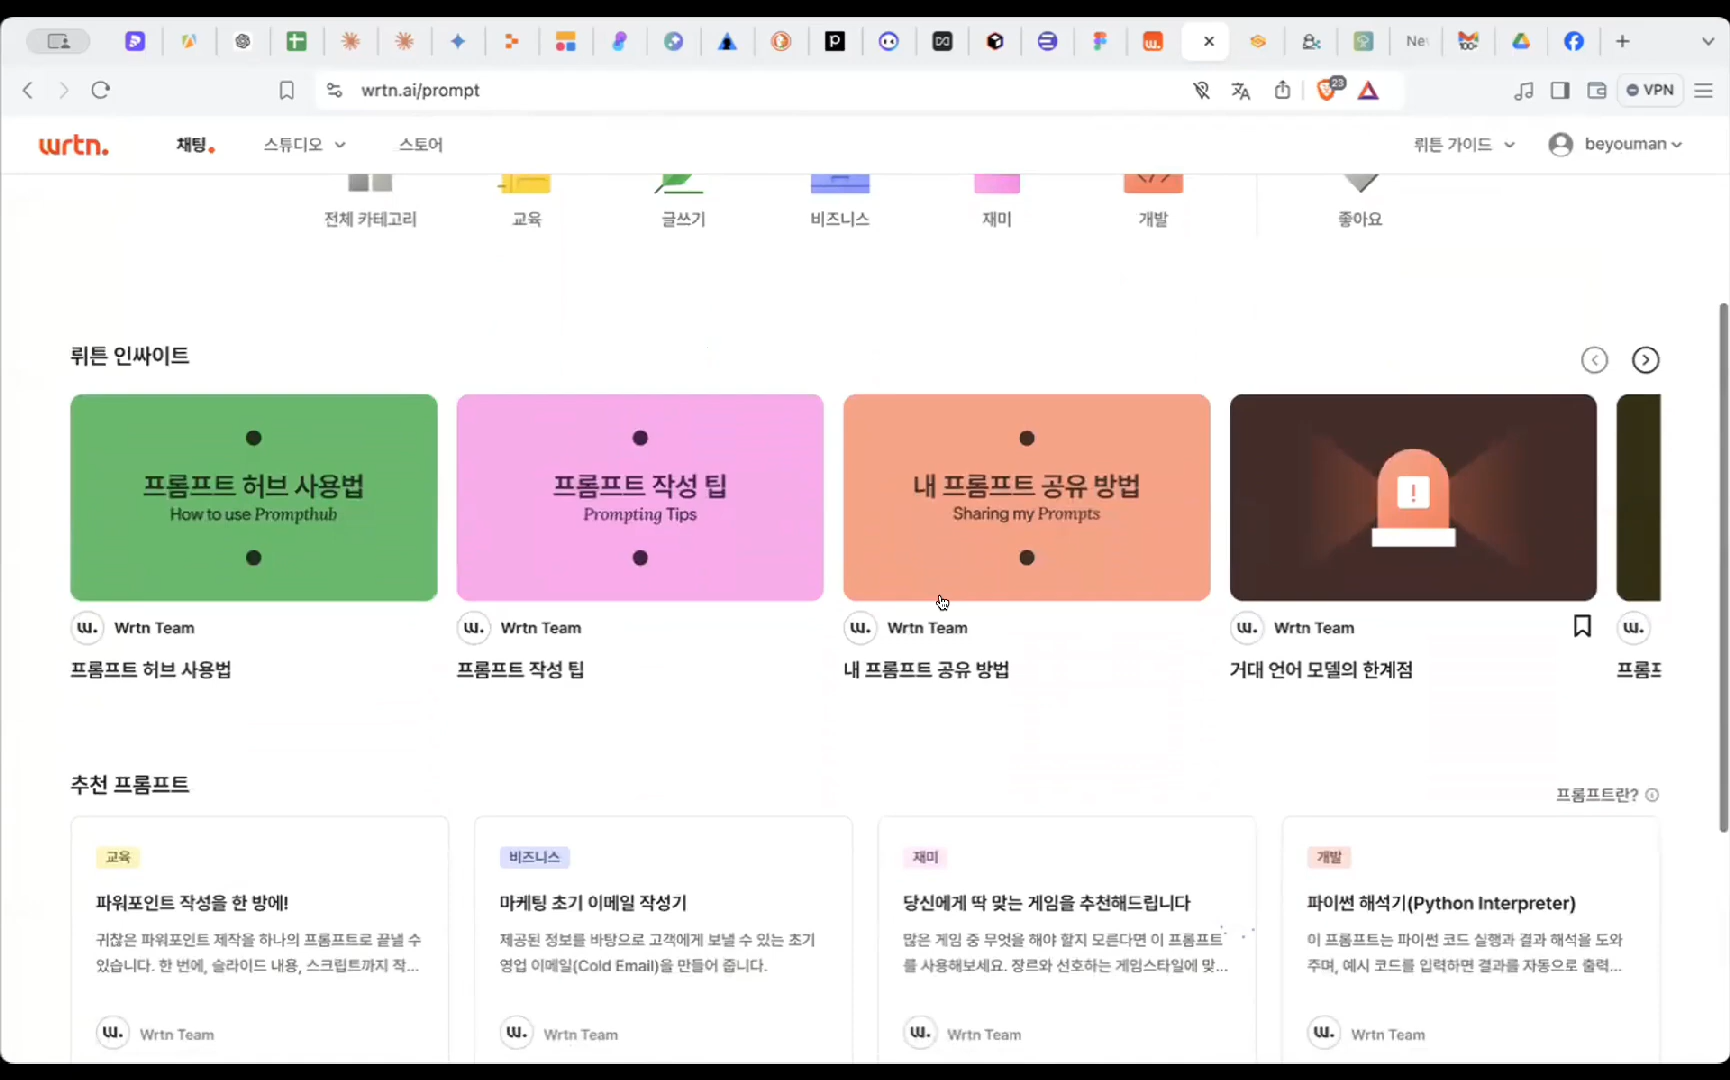 Ne
wrtn.ai/prompt
23
VPN
wrtn.
채팅.
스튜디오
스토어
뤼튼 가이드
beyouman
전체 카테고리
교육
글쓰기
비즈니스
재미
개발
좋아요
뤼튼 인싸이트
프롬프트 허브 사용법
How to use Prompthub
프롬프트 작성 팁
Prompting Tips
내 프롬프트 공유 방법
Sharing my Prompts
!
w. Wrtn Team
w. Wrtn Team
w. Wrtn Team
w. Wrtn Team
w.
프롬프트 허브 사용법
프롬프트 작성 팁
내 프롬프트 공유 방법
거대 언어 모델의 한계점
프롬프
추천 프롬프트
프롬프트란?
교육
파워포인트 작성을 한 방에!
귀찮은 파워포인트 제작을 하나의 프롬프트로 끝낼 수
있습니다. 한 번에, 슬라이드 내용, 스크립트까지 작...
w. Wrtn Team
비즈니스
마케팅 초기 이메일 작성기
제공된 정보를 바탕으로 고객에게 보낼 수 있는 초기
영업 이메일(Cold Email)을 만들어 줍니다.
w. Wrtn Team
재미
당신에게 딱 맞는 게임을 추천해드립니다
많은 게임 중 무엇을 해야 할지 모른다면 이 프롬프트
를 사용해보세요. 장르와 선호하는 게임스타일에 맞...
w. Wrtn Team
개발
파이썬 해석기(Python Interpreter)
이 프롬프트는 파이썬 코드 실행과 결과 해석을 도와
주며, 예시 코드를 입력하면 결과를 자동으로 출력...
w. Wrtn Team